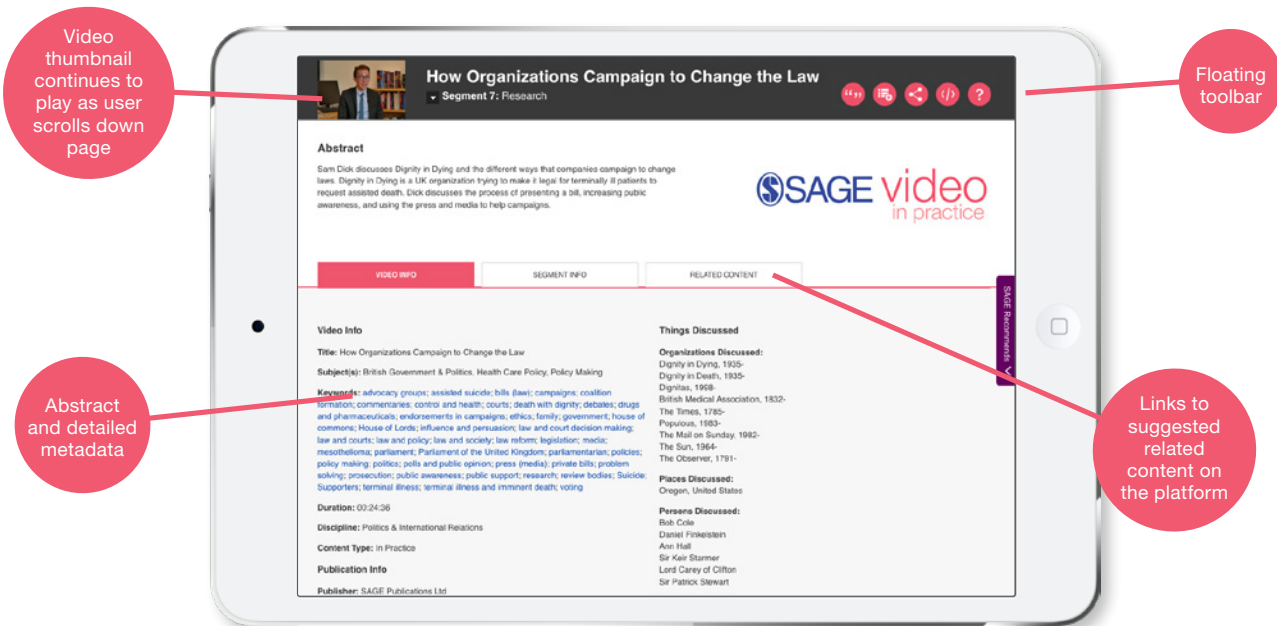 Video
thumbnail
continues to
play as user
scrolls down
page
How Organizations Campaign to Change the Law
Segment 7: Research
“,,
</>
?
Floating
toolbar
Abstract
Sam Dick discusses Dignity in Dying and the different ways that companies campaign to change
laws. Dignity in Dying is a UK organization trying to make it legal for terminally ill patients to
request assisted death. Dick discusses the process of presenting a bill, increasing public
awareness, and using the press and media to help campaigns.
SSAGE video
in practice
VIDEO INFO
SEGMENT INFO
RELATED CONTENT
SAGE Recommends
Video Info
Title: How Organizations Campaign to Change the Law
Subject(s): British Government & Politics, Health Care Policy, Policy Making
Keywords: advocacy groups; assisted suicide; bills (law); campaigns; coalition
formation; commentaries; control and health; courts; death with dignity; debates; drugs
and pharmaceuticals; endorsements in campaigns; ethics; family; government; house of
commons; House of Lords; influence and persuasion; law and court decision making;
law and courts; law and policy; law and society; law reform; legislation; media;
mesothelioma; parliament; Parliament of the United Kingdom; parliamentarian; policies;
policy making; politics; polls and public opinion; press (media); private bills; problem
solving; prosecution; public awareness; public support; research; review bodies; Suicide;
Supporters; terminal illness; terminal illness and imminent death; voting
Duration: 00:24:36
Discipline: Politics & International Relations
Content Type: In Practice
Publication Info
Publisher: SAGE Publications Ltd
Things Discussed
Organizations Discussed:
Dignity in Dying, 1935-
Dignity in Death, 1935-
Dignitas, 1998-
British Medical Association, 1832-
The Times, 1785-
Populous, 1983-
The Mail on Sunday, 1982-
The Sun, 1964-
The Observer, 1791-
Places Discussed:
Oregon, United States
Persons Discussed:
Bob Cole
Daniel Finkelstein
Ann Hall
Sir Keir Starmer
Lord Carey of Clifton
Sir Patrick Stewart
Abstract
and detailed
metadata
Links to
suggested
related
content on
the platform